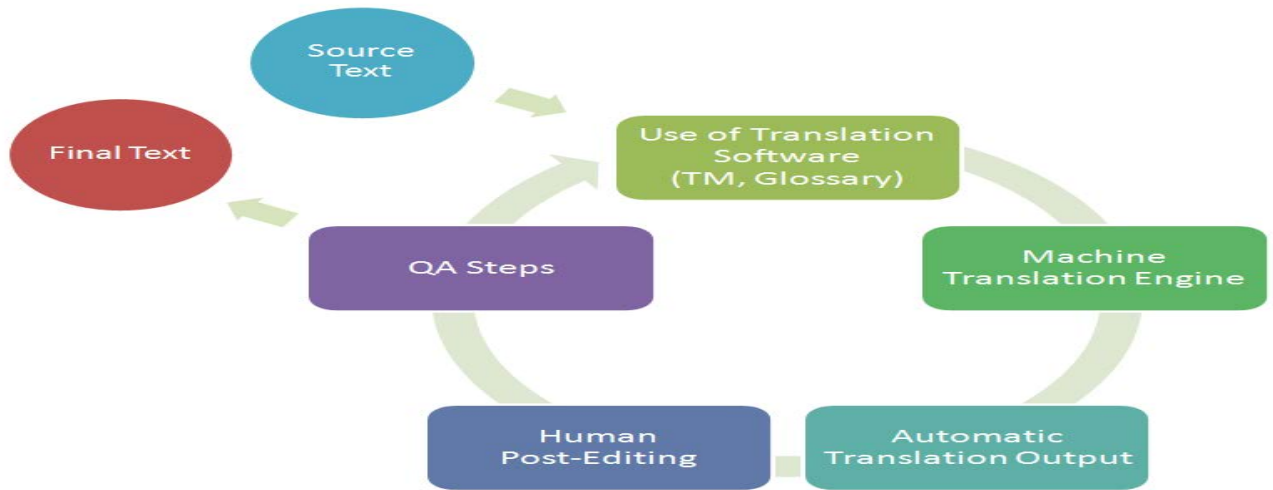 Source
Text
Final Text
Use of Translation
Software
(TM, Glossary)
Machine
Translation Engine
Automatic
Translation Output
Human
Post-Editing
QA Steps